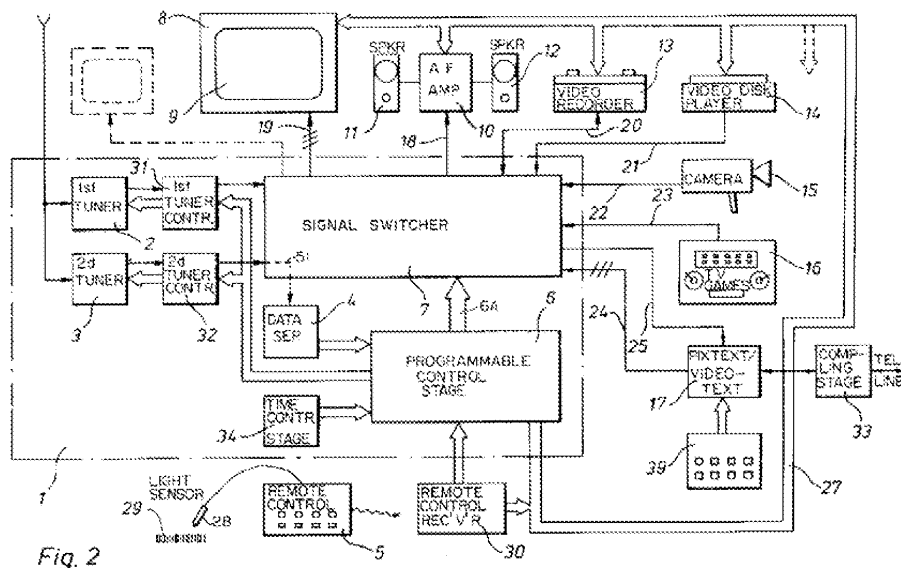 8
SPKR
SPKR
12
13
A F
AMP
VIDEO
RECORDER
VIDEO DISK
PLAYER
14
9
19
11
18
10
20
21
31
1st
TUNER
2
1st
TUNER
CONTR.
SIGNAL SWITCHER
7
22
23
CAMERA
15
TV
GAMES
16
2d
TUNER
3
2d
TUNER
CONTR.
32
51
4
DATA
SEP.
6A
6
24
25
PROGRAMMABLE
CONTROL
STAGE
PIXTEXT/
VIDEO-
TEXT
17
COMP-
LING
STAGE
33
TEL
LINE
TIME
CONTR.
STAGE
34
39
27
1
LIGHT
SENSOR
29
28
REMOTE
CONTROL
5
REMOTE
CONTROL
REC'V'R
30
Fig. 2